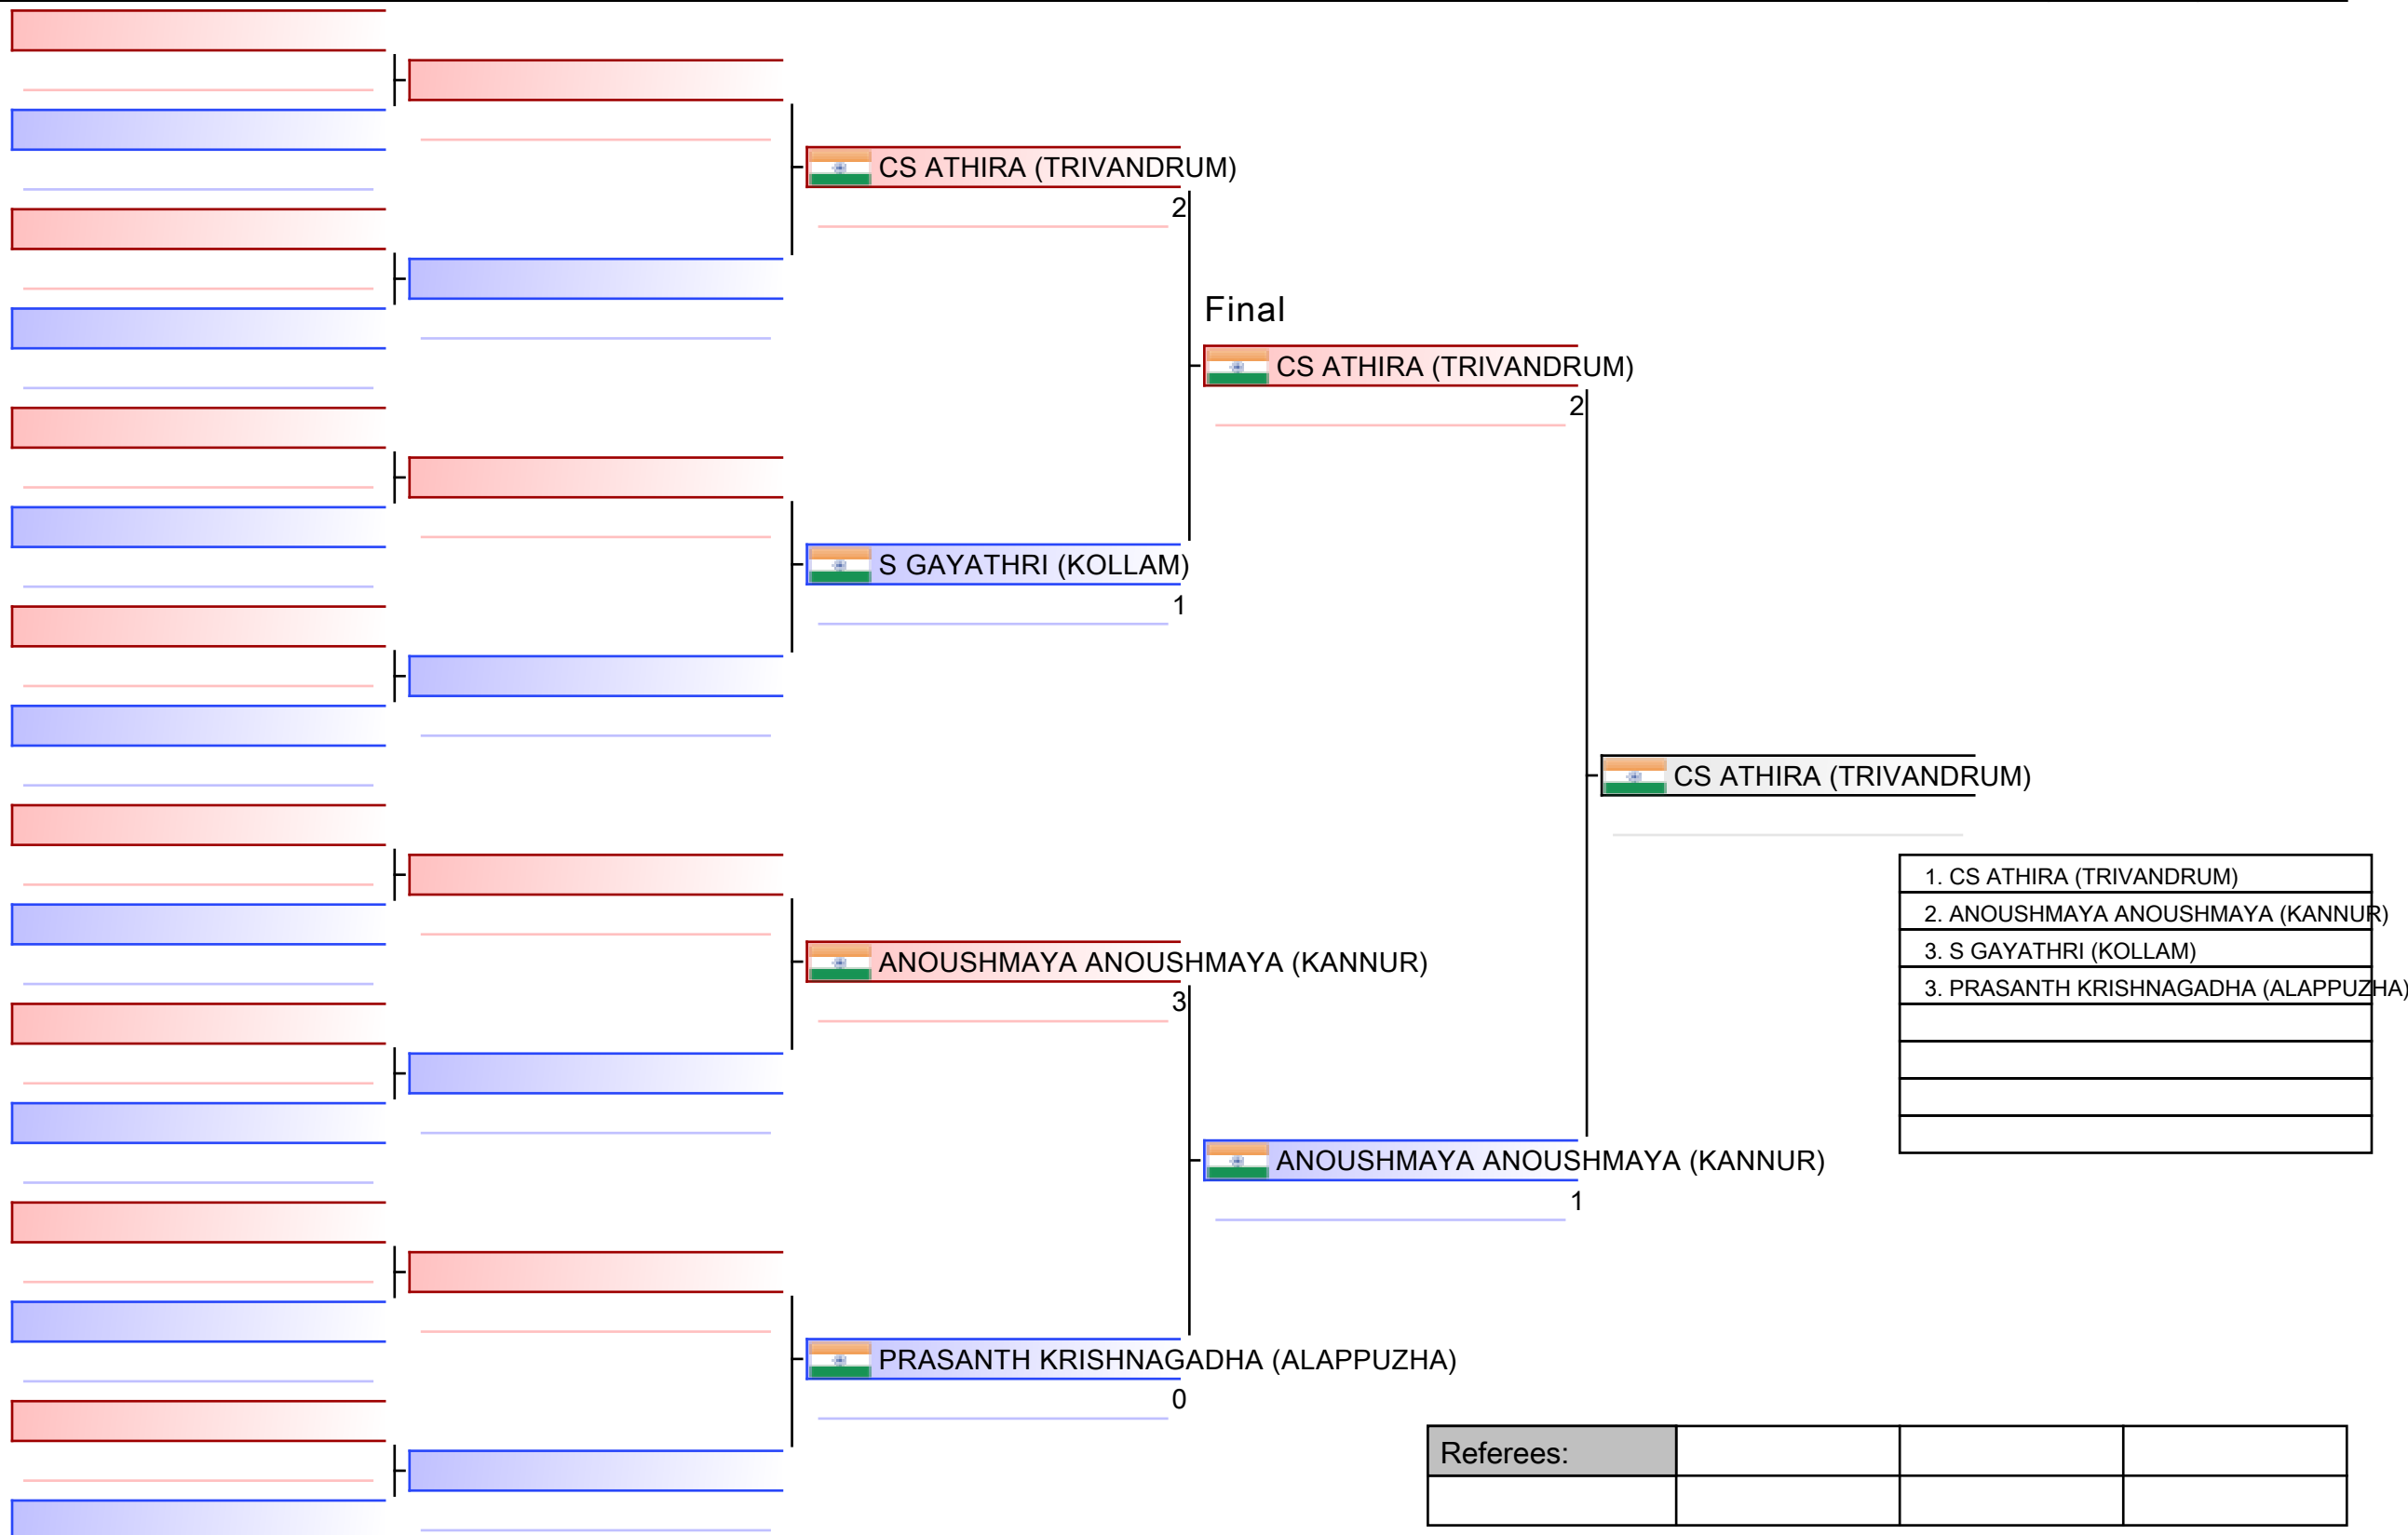 CS ATHIRA (TRIVANDRUM)
2
Final
CS ATHIRA (TRIVANDRUM)
2
S GAYATHRI (KOLLAM)
1
CS ATHIRA (TRIVANDRUM)
1. CS ATHIRA (TRIVANDRUM)
2. ANOUSHMAYA ANOUSHMAYA (KANNUR)
3. S GAYATHRI (KOLLAM)
3. PRASANTH KRISHNAGADHA (ALAPPUZHA)
ANOUSHMAYA ANOUSHMAYA (KANNUR)
3
ANOUSHMAYA ANOUSHMAYA (KANNUR)
1
PRASANTH KRISHNAGADHA (ALAPPUZHA)
0
Referees: